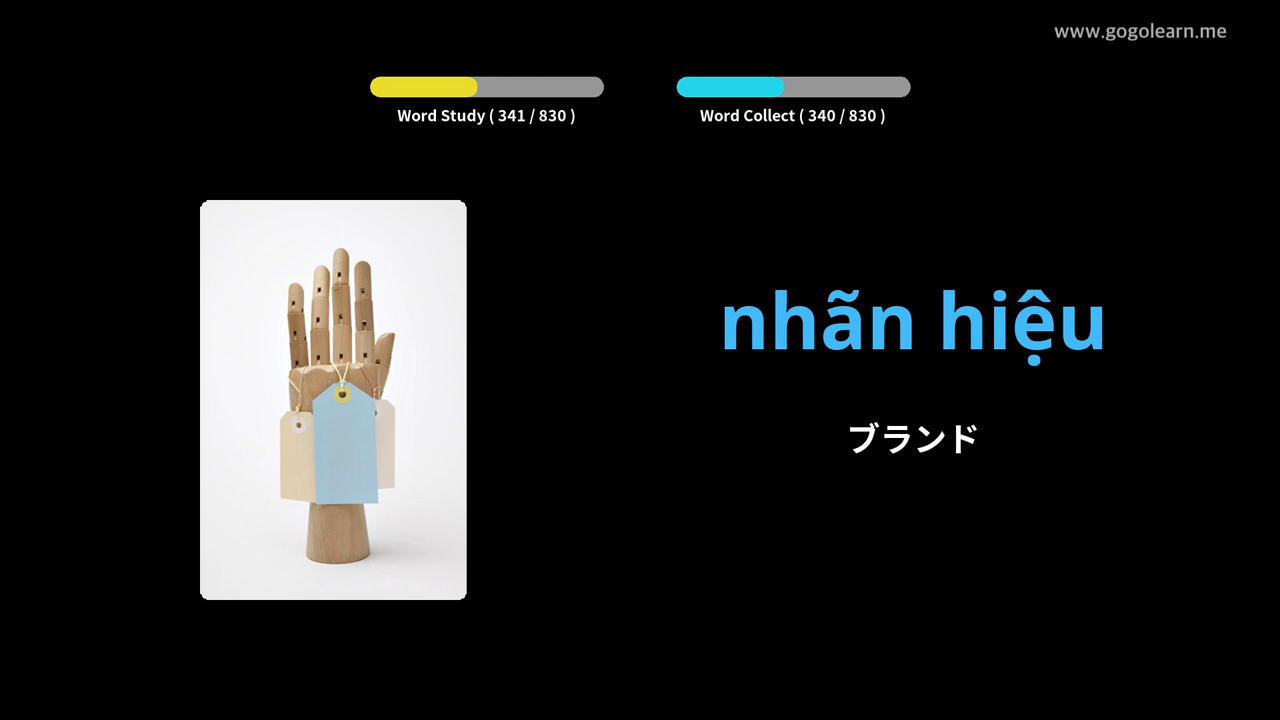 www.gogolearn.me
Word Study ( 341 / 830 )
Word Collect ( 340 / 830 )
nhãn hiệu
ブランド